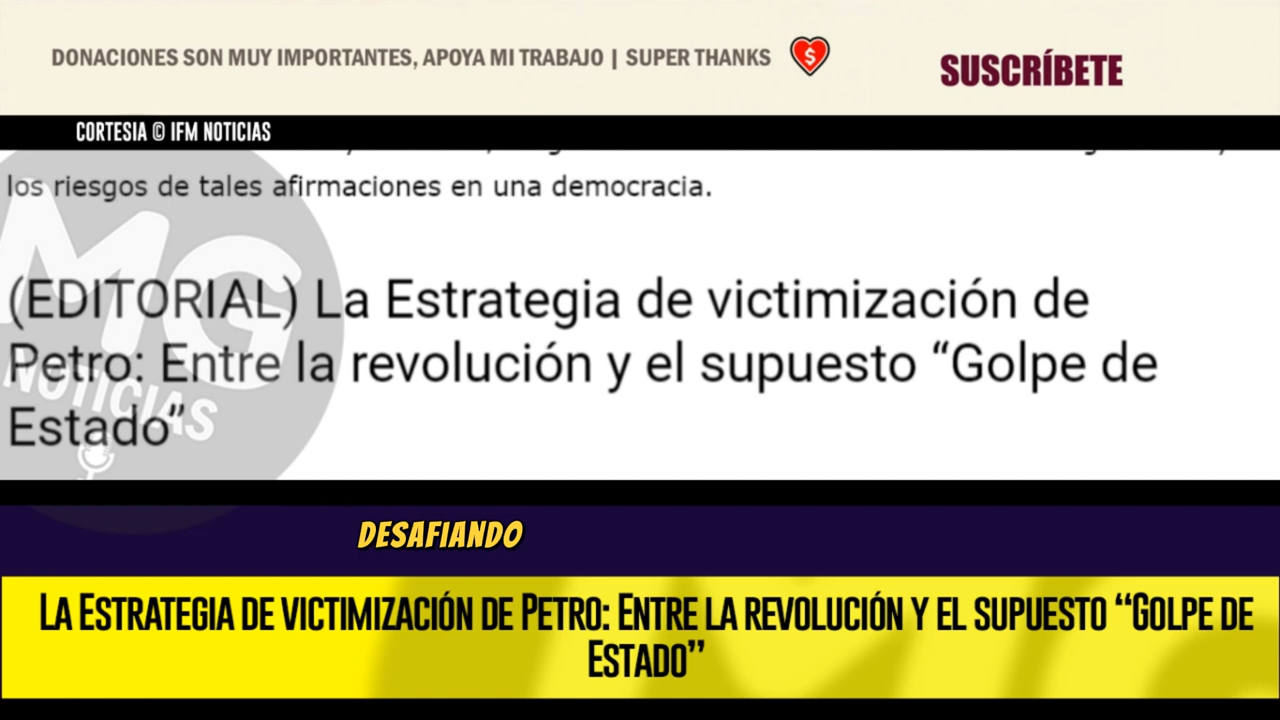 DONACIONES SON MUY IMPORTANTES, APOYA MI TRABAJO | SUPER THANKS
SUSCRÍBETE
CORTESIA © IFM NOTICIAS
los riesgos de tales afirmaciones en una democracia.
(EDITORIAL) La Estrategia de victimización de
Petro: Entre la revolución y el supuesto “Golpe de
Estado”
MG
NOTICIAS
DESAFIANDO
LA ESTRATEGIA DE VICTIMIZACIÓN DE PETRO: ENTRE LA REVOLUCIÓN Y EL SUPUESTO “GOLPE DE
ESTADO”